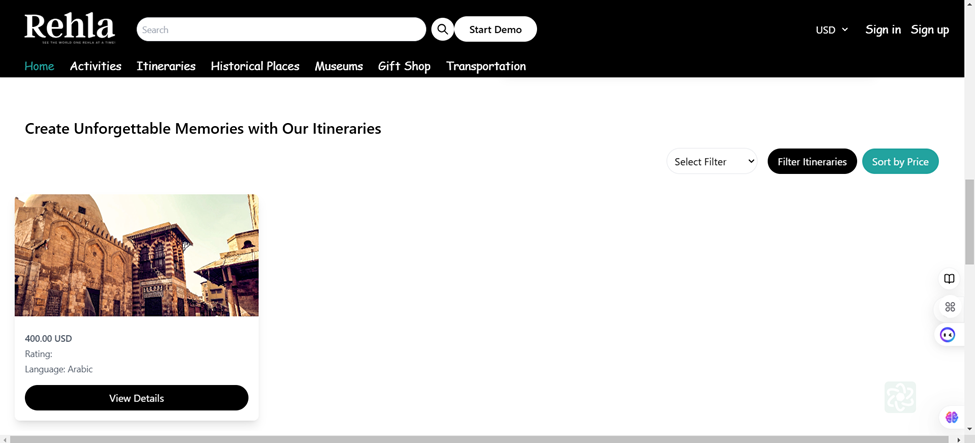 Rehla
SEE THE WORLD ONE REHLA AT A TIME!
Search
Start Demo
USD
Sign in
Sign up
Home
Activities
Itineraries
Historical Places
Museums
Gift Shop
Transportation
Create Unforgettable Memories with Our Itineraries
Select Filter
Filter Itineraries
Sort by Price
400.00 USD
Rating:
Language: Arabic
View Details